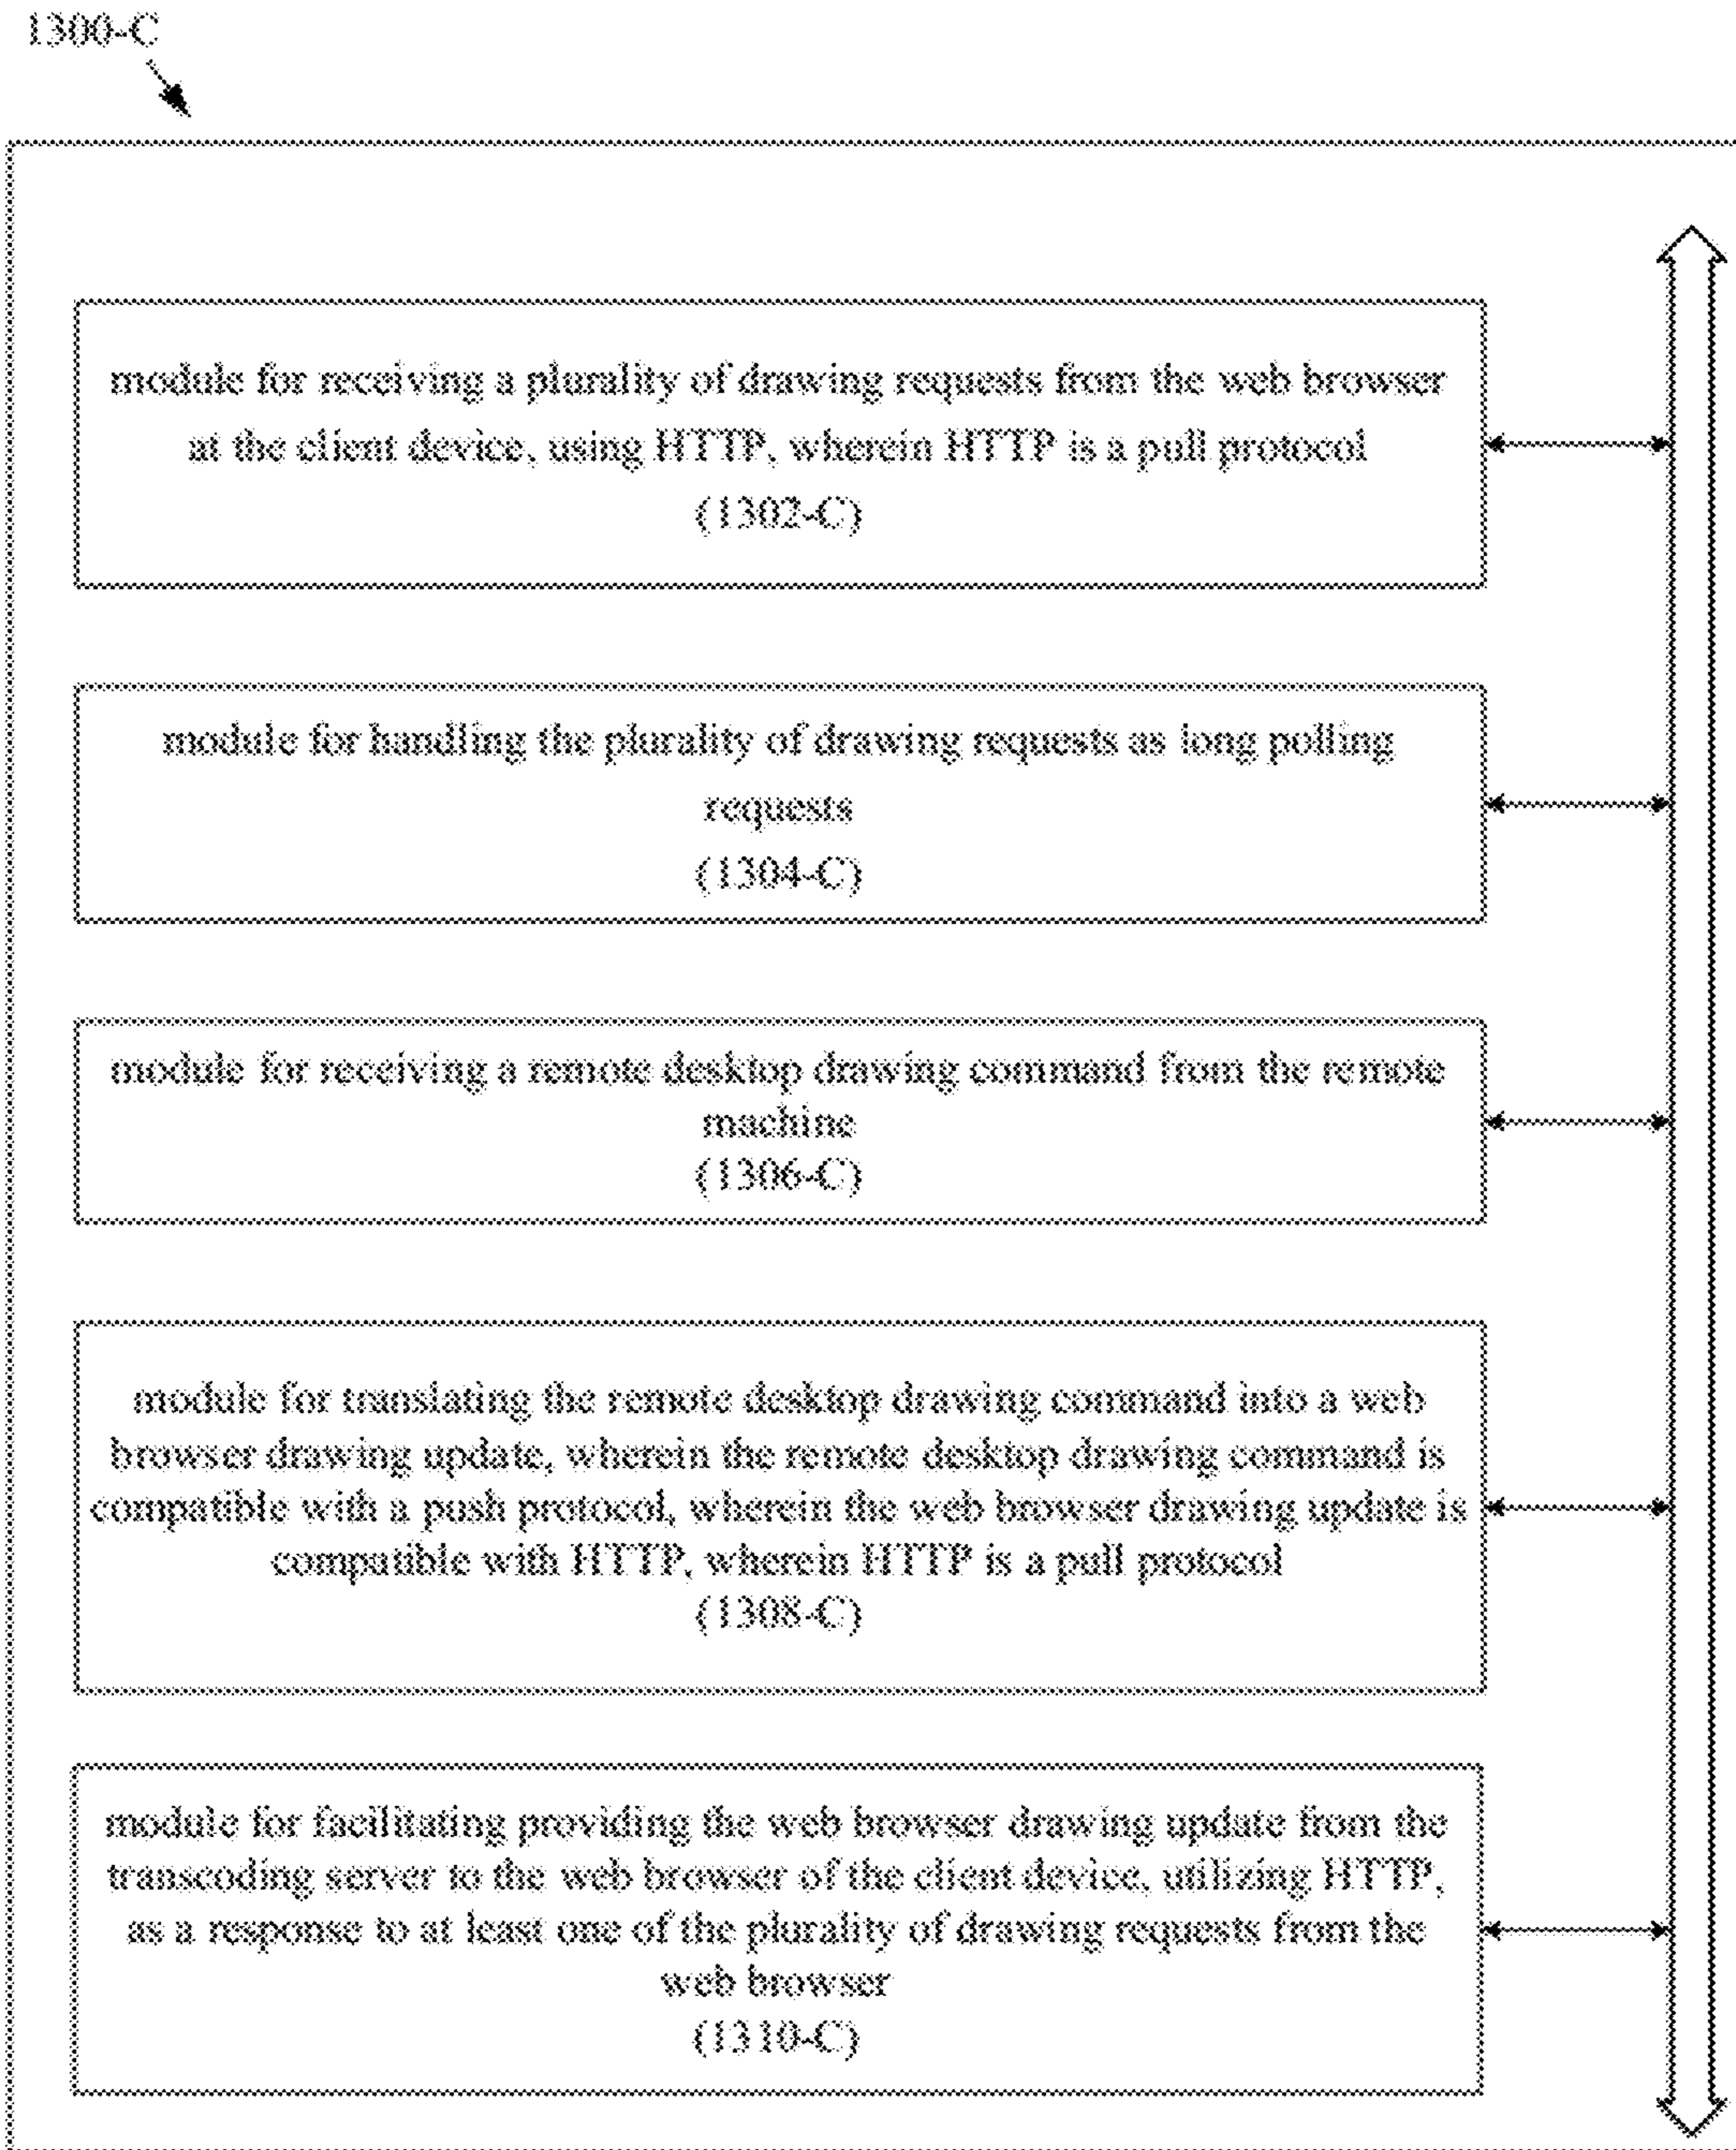 1300-C
module for receiving a plurality of drawing requests from the web browser
at the client device, using HTTP, wherein HTTP is a pull protocol
(1302-C)
module for handling the plurality of drawing requests as long polling
requests
(1304-C)
module for receiving a remote desktop drawing command from the remote
machine
(1306-C)
module for translating the remote desktop drawing command into a web
browser drawing update, wherein the remote desktop drawing command is
compatible with a push protocol, wherein the web browser drawing update is
compatible with HTTP, wherein HTTP is a pull protocol
(1308-C)
module for facilitating providing the web browser drawing update from the
transcoding server to the web browser of the client device, utilizing HTTP,
as a response to at least one of the plurality of drawing requests from the
web browser
(1310-C)